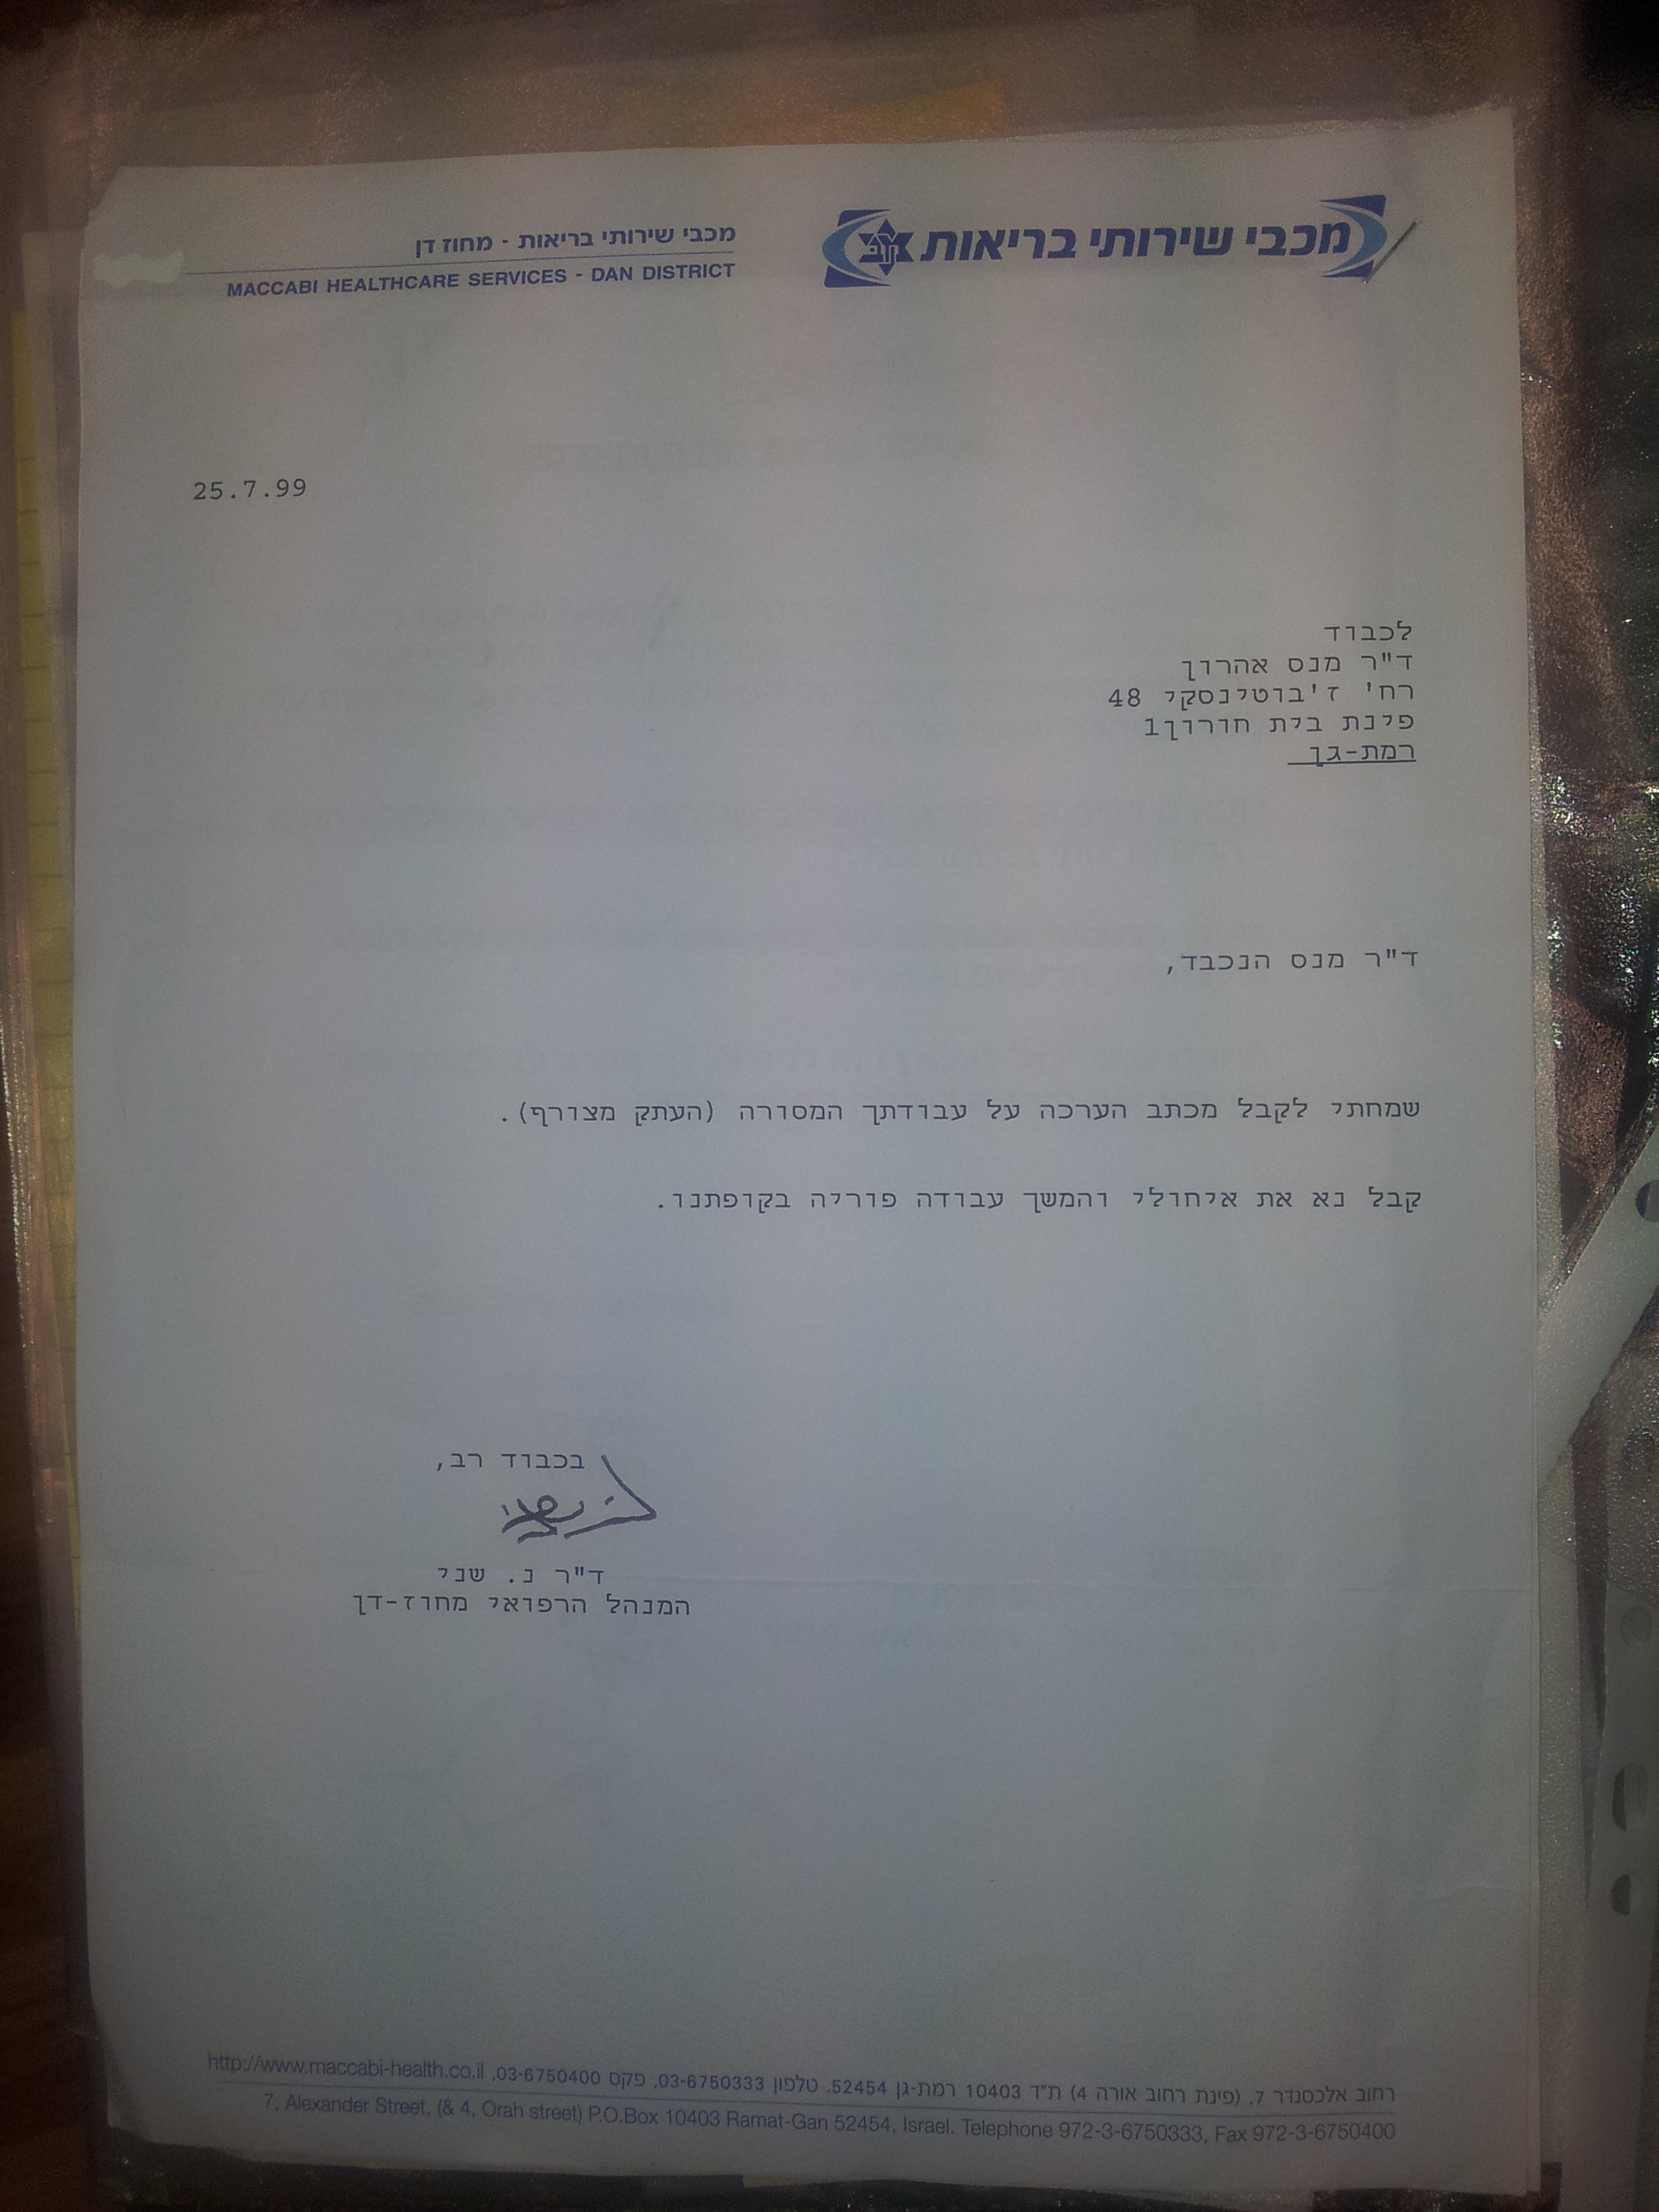 מכבי שירותי בריאות
מכבי שירותי בריאות - מחוז דן
MACCABI HEALTHCARE SERVICES - DAN DISTRICT
25.7.99
לכבוד
ד"ר מנס אהרון
רח' ז'בוטינסקי 48
פינת בית חורון1
רמת-גן
ד"ר מנס הנכבד,
שמחתי לקבל מכתב הערכה על עבודתך המסורה (העתק מצורף).
קבל נא את איחולי והמשך עבודה פוריה בקופתנו.
בכבוד רב,
ד"ר נ. שני
המנהל הרפואי מחוז-דן
רחוב אלכסנדר 7, (פינת רחוב אורה 4) ת"ד 10403 רמת-גן 52454. טלפון 03-6750333, פקס 03-6750400, http://www.maccabi-health.co.il
7, Alexander Street, (& 4, Orah street) P.O.Box 10403 Ramat-Gan 52454, Israel. Telephone 972-3-6750333, Fax 972-3-6750400